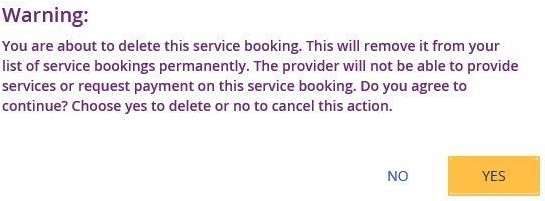 Warning:
You are about to delete this service booking. This will remove it from your
list of service bookings permanently. The provider will not be able to provide
services or request payment on this service booking. Do you agree to
continue? Choose yes to delete or no to cancel this action.
NO YES